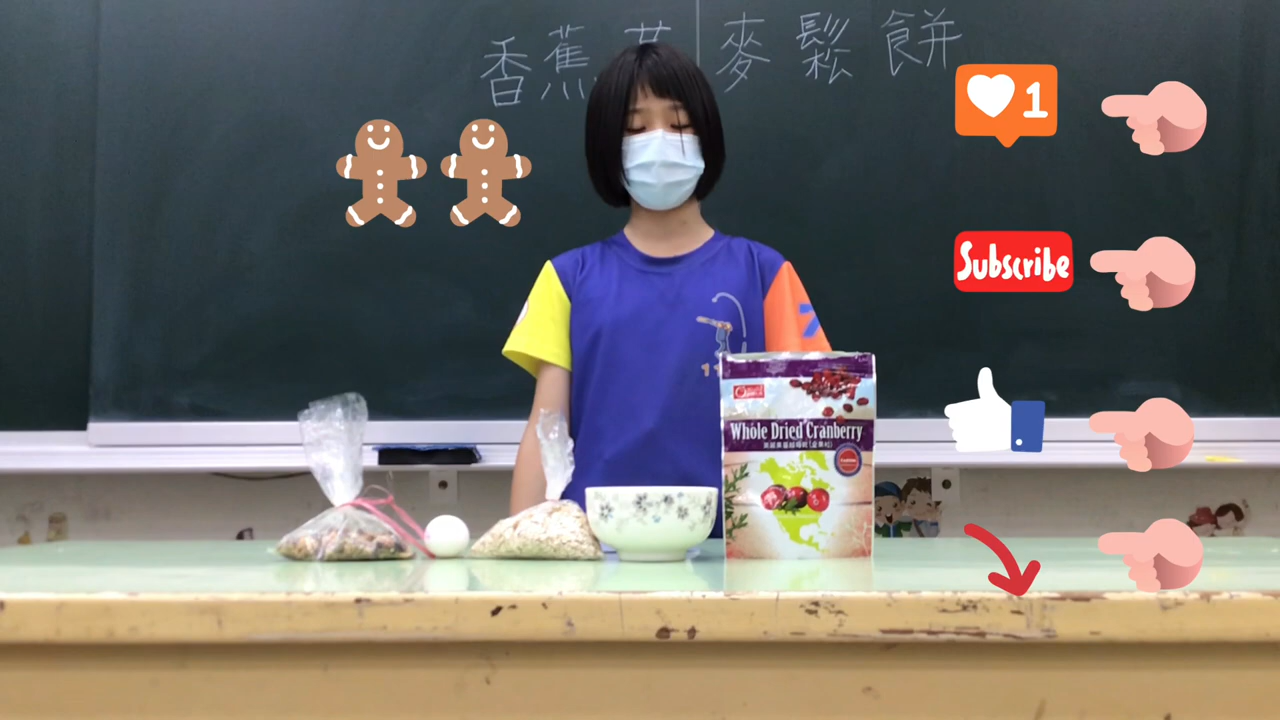 香蕉燕麥鬆餅
1
Subscribe
Whole Dried Cranberry